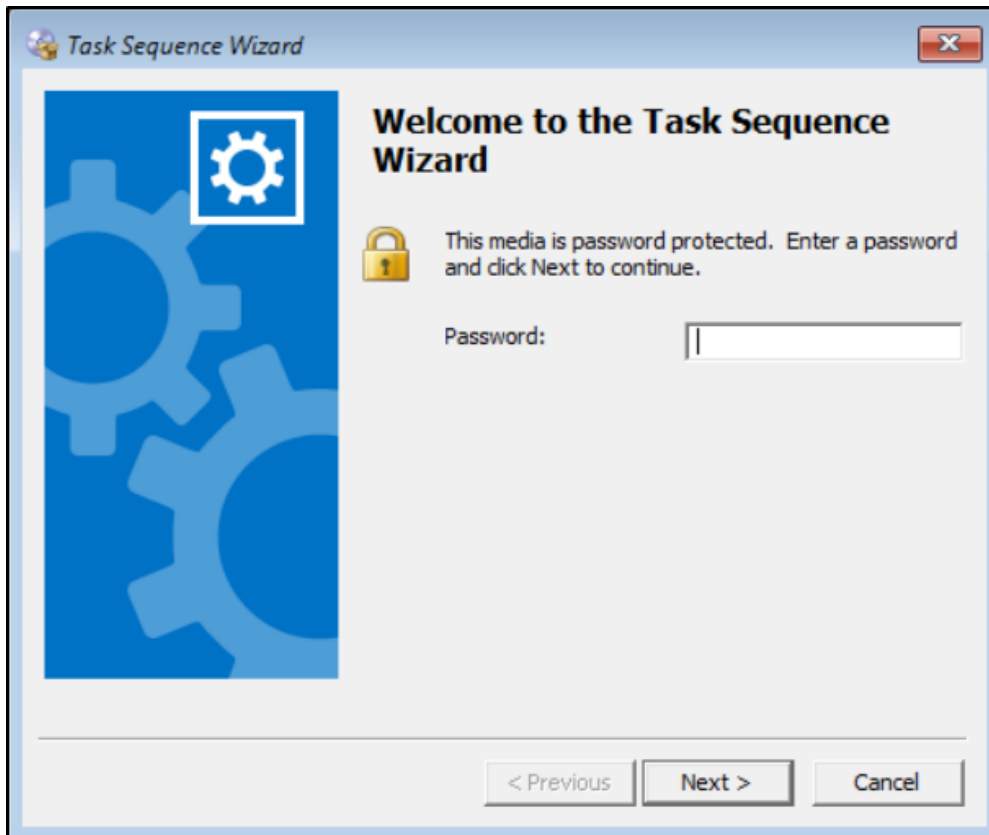 Task Sequence Wizard
Welcome to the Task Sequence
Wizard
This media is password protected.  Enter a password
and click Next to continue.
Password:
< Previous
Next >
Cancel